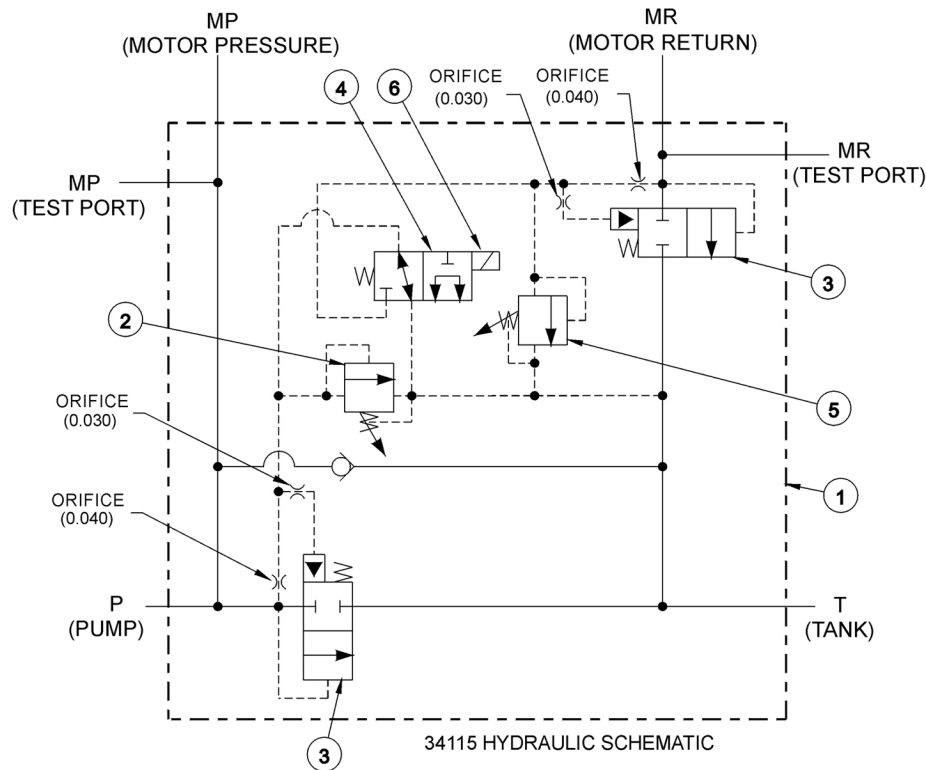 MP
(MOTOR PRESSURE)
MR
(MOTOR RETURN)
4
6
ORIFICE
(0.030)
ORIFICE
(0.040)
MR
(TEST PORT)
MP
(TEST PORT)
3
2
5
ORIFICE
(0.030)
1
ORIFICE
(0.040)
P
(PUMP)
T
(TANK)
3
34115 HYDRAULIC SCHEMATIC